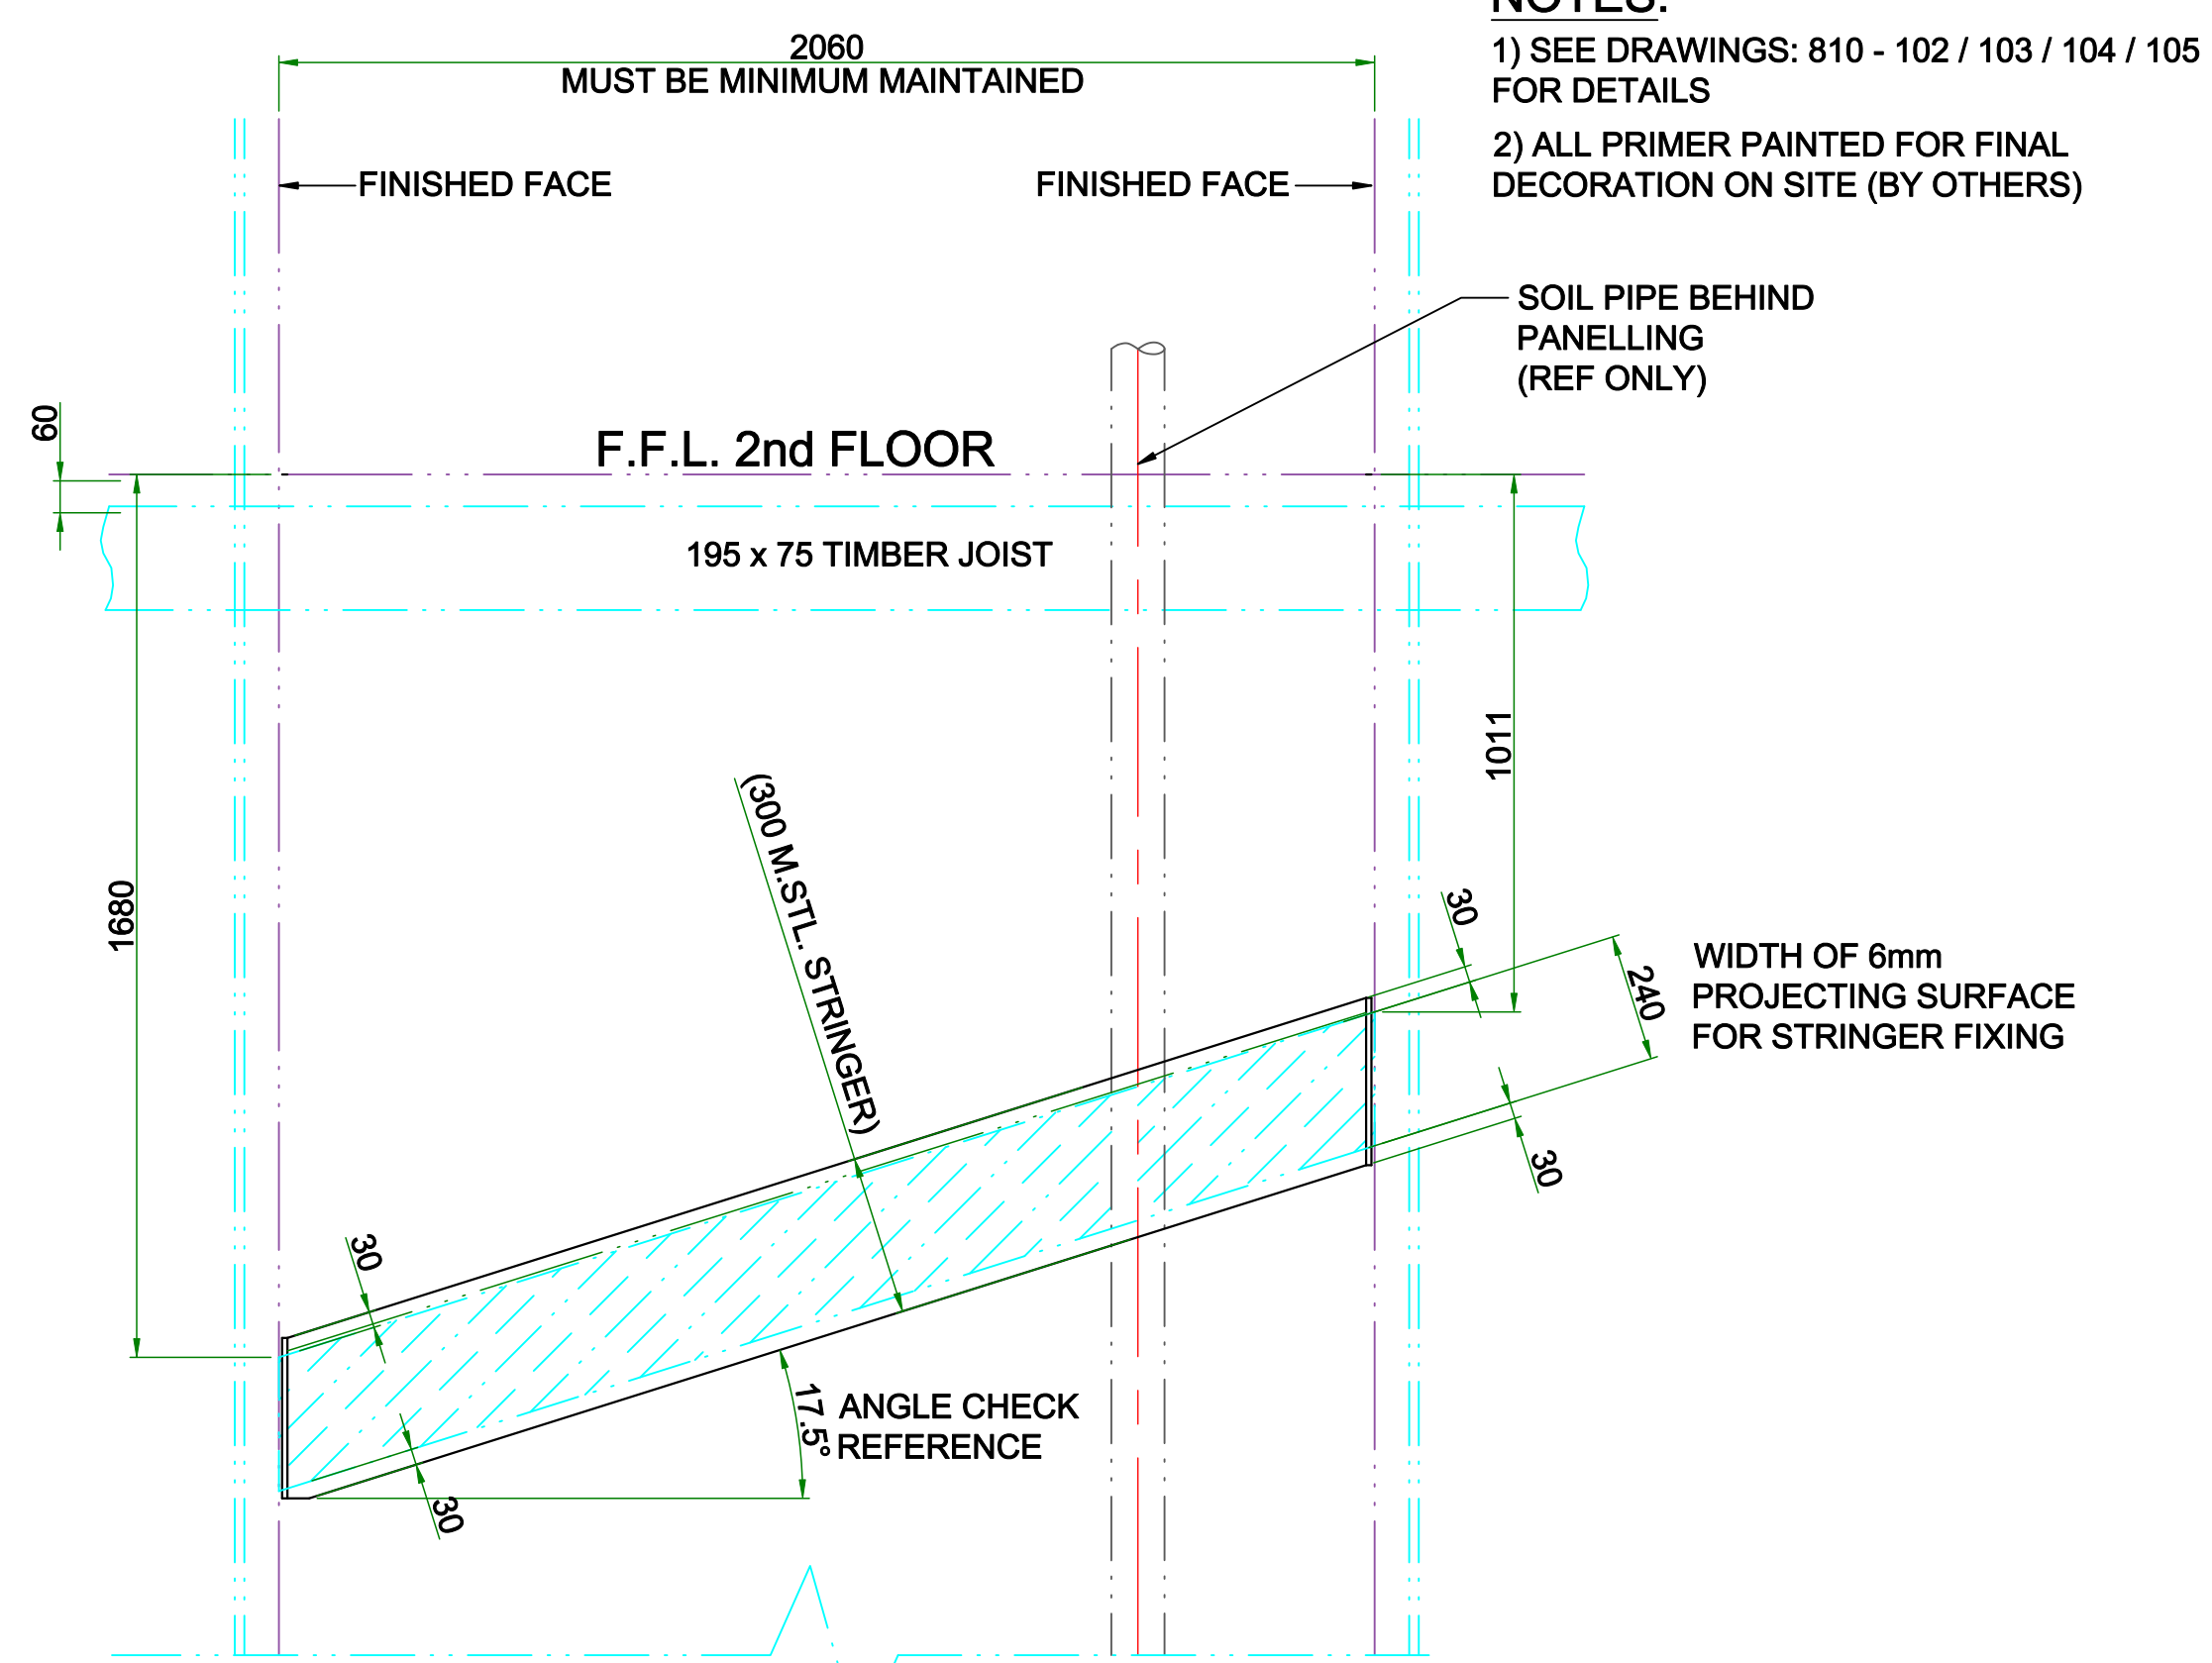 NOTES:
1) SEE DRAWINGS: 810 - 102 / 103 / 104 / 105
FOR DETAILS
2) ALL PRIMER PAINTED FOR FINAL
DECORATION ON SITE (BY OTHERS)
2060
MUST BE MINIMUM MAINTAINED
FINISHED FACE
FINISHED FACE
SOIL PIPE BEHIND
PANELLING
(REF ONLY)
60
F.F.L. 2nd FLOOR
195 x 75 TIMBER JOIST
1011
1680
(300 M.STL. STRINGER)
30
240
WIDTH OF 6mm
PROJECTING SURFACE
FOR STRINGER FIXING
30
30
17.5°
ANGLE CHECK
REFERENCE
30